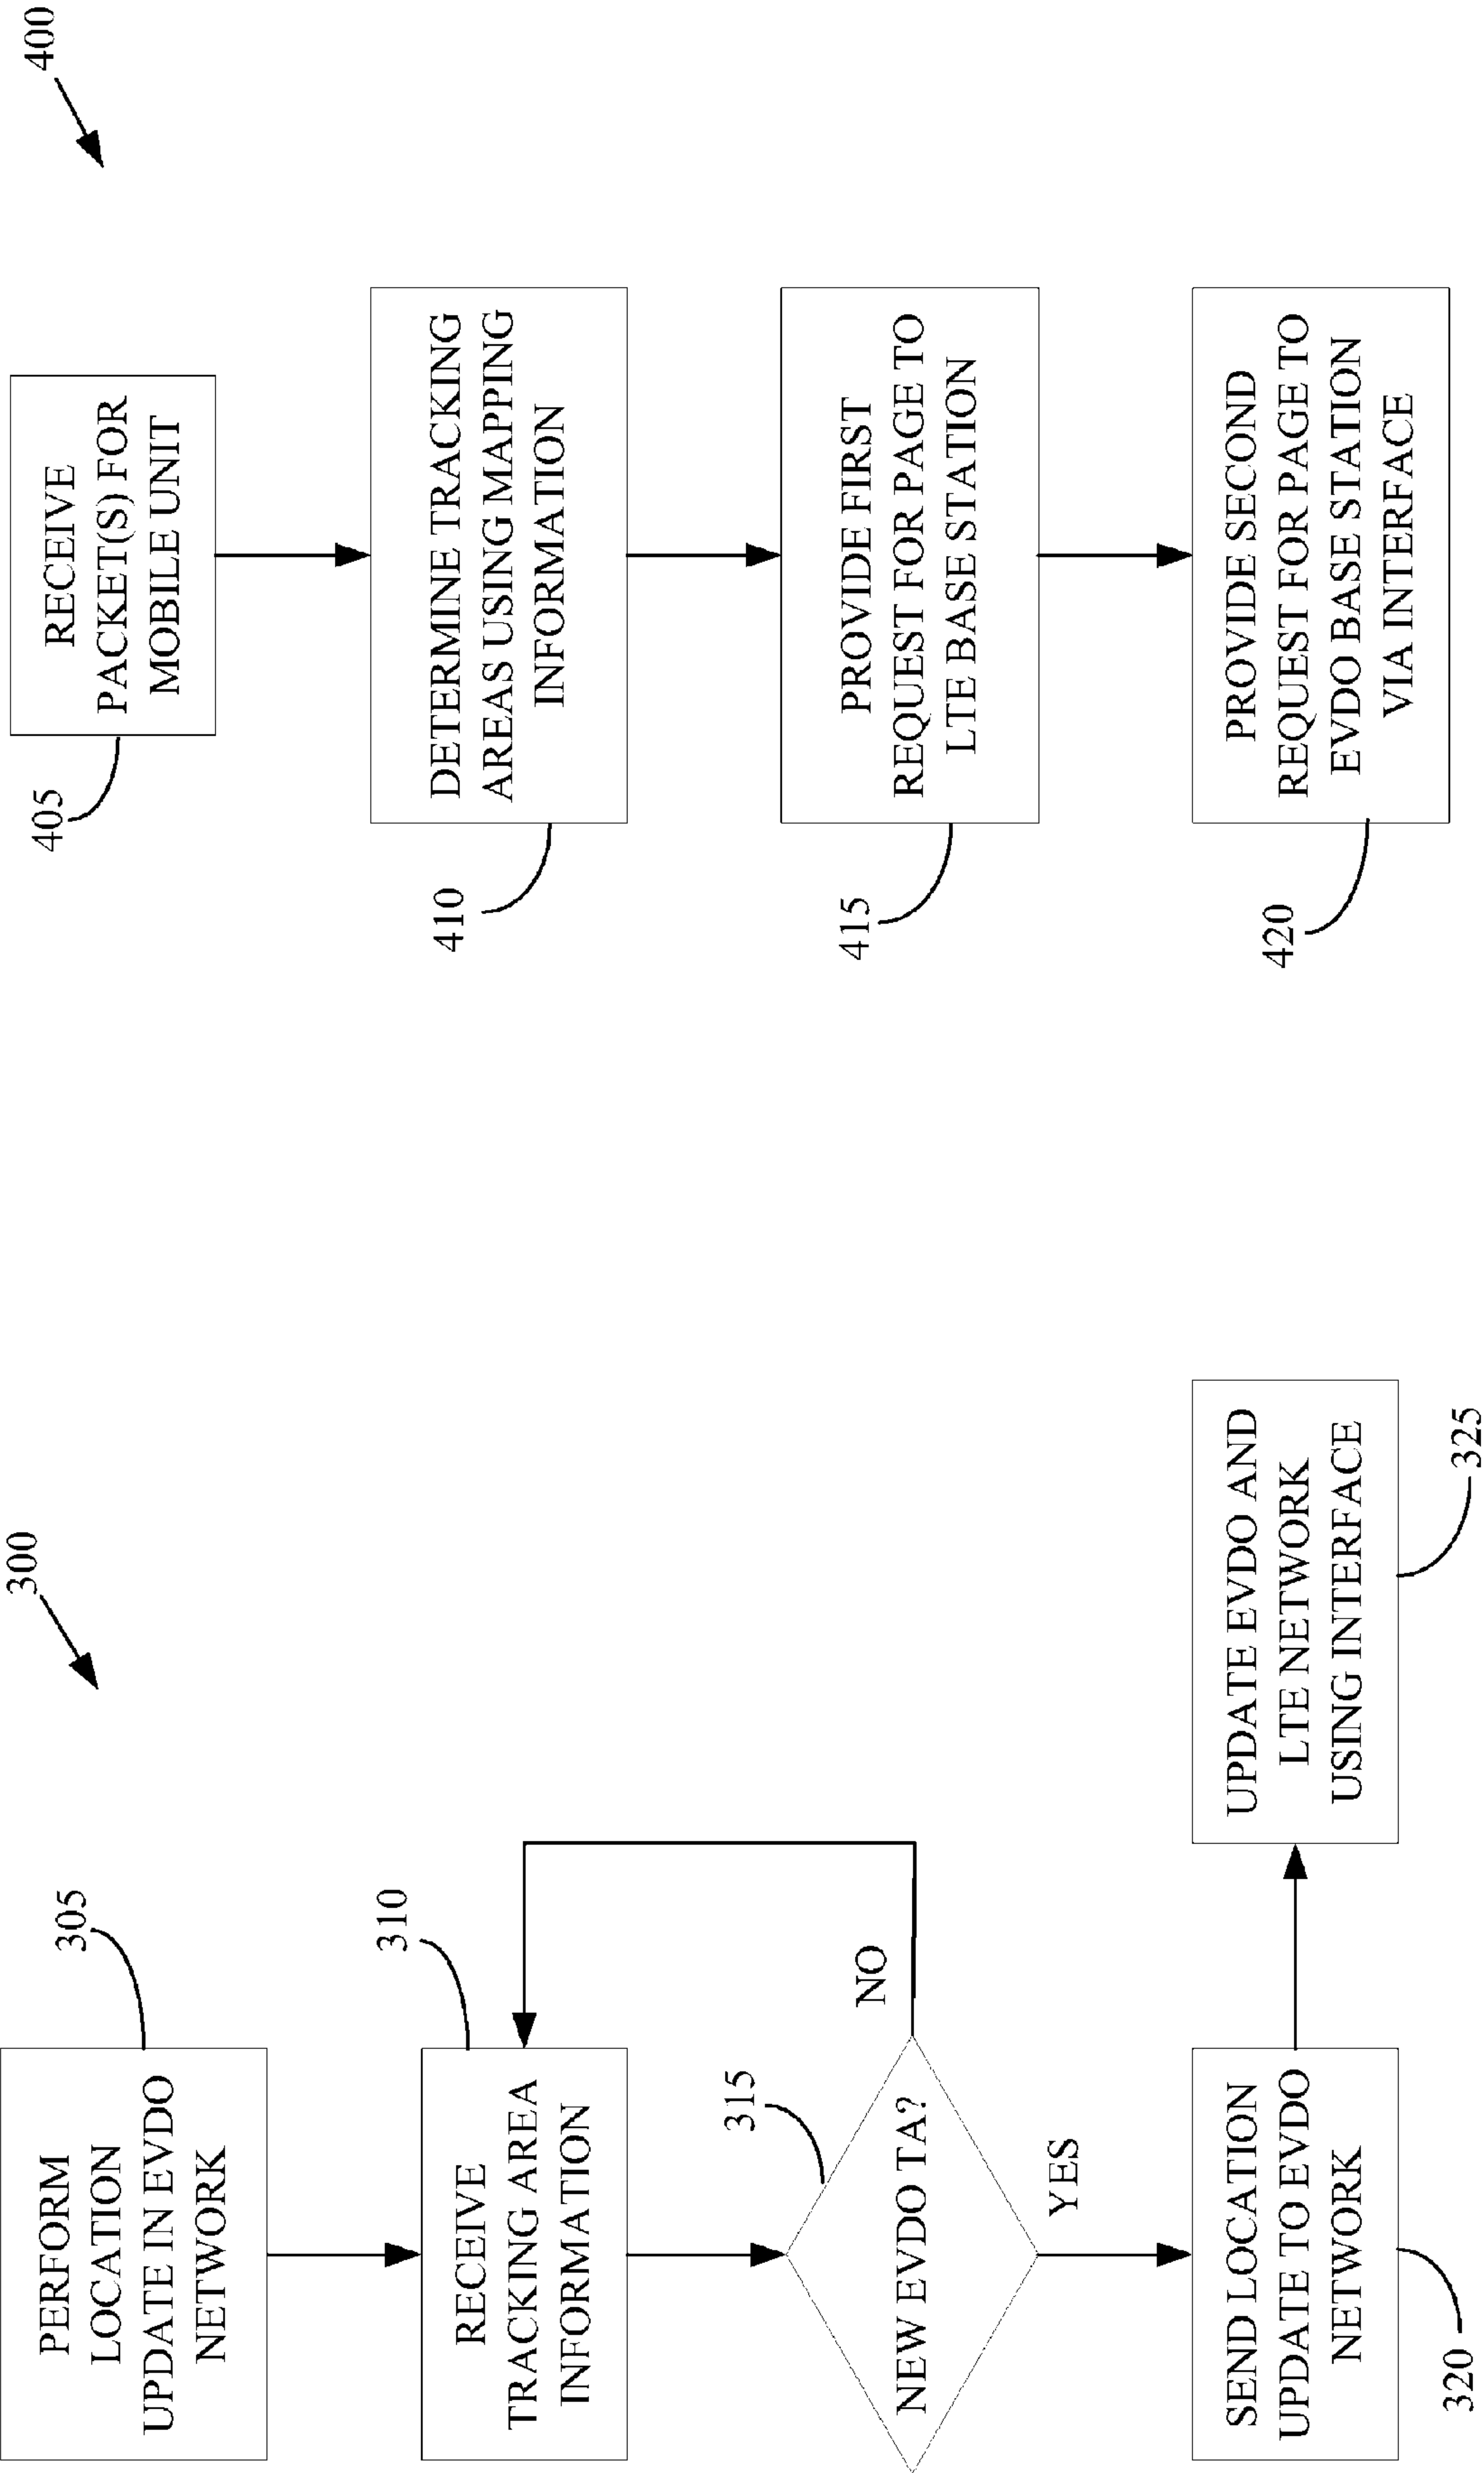 300
PERFORM
LOCATION
UPDATE IN EVDO
NETWORK
305
RECEIVE
TRACKING AREA
INFORMATION
310
NEW EVDO TA?
315
NO
YES
SEND LOCATION
UPDATE TO EVDO
NETWORK
320
UPDATE EVDO AND
LTE NETWORK
USING INTERFACE
325
400
RECEIVE
PACKET(S) FOR
MOBILE UNIT
405
DETERMINE TRACKING
AREAS USING MAPPING
INFORMATION
410
PROVIDE FIRST
REQUEST FOR PAGE TO
LTE BASE STATION
415
PROVIDE SECOND
REQUEST FOR PAGE TO
EVDO BASE STATION
VIA INTERFACE
420